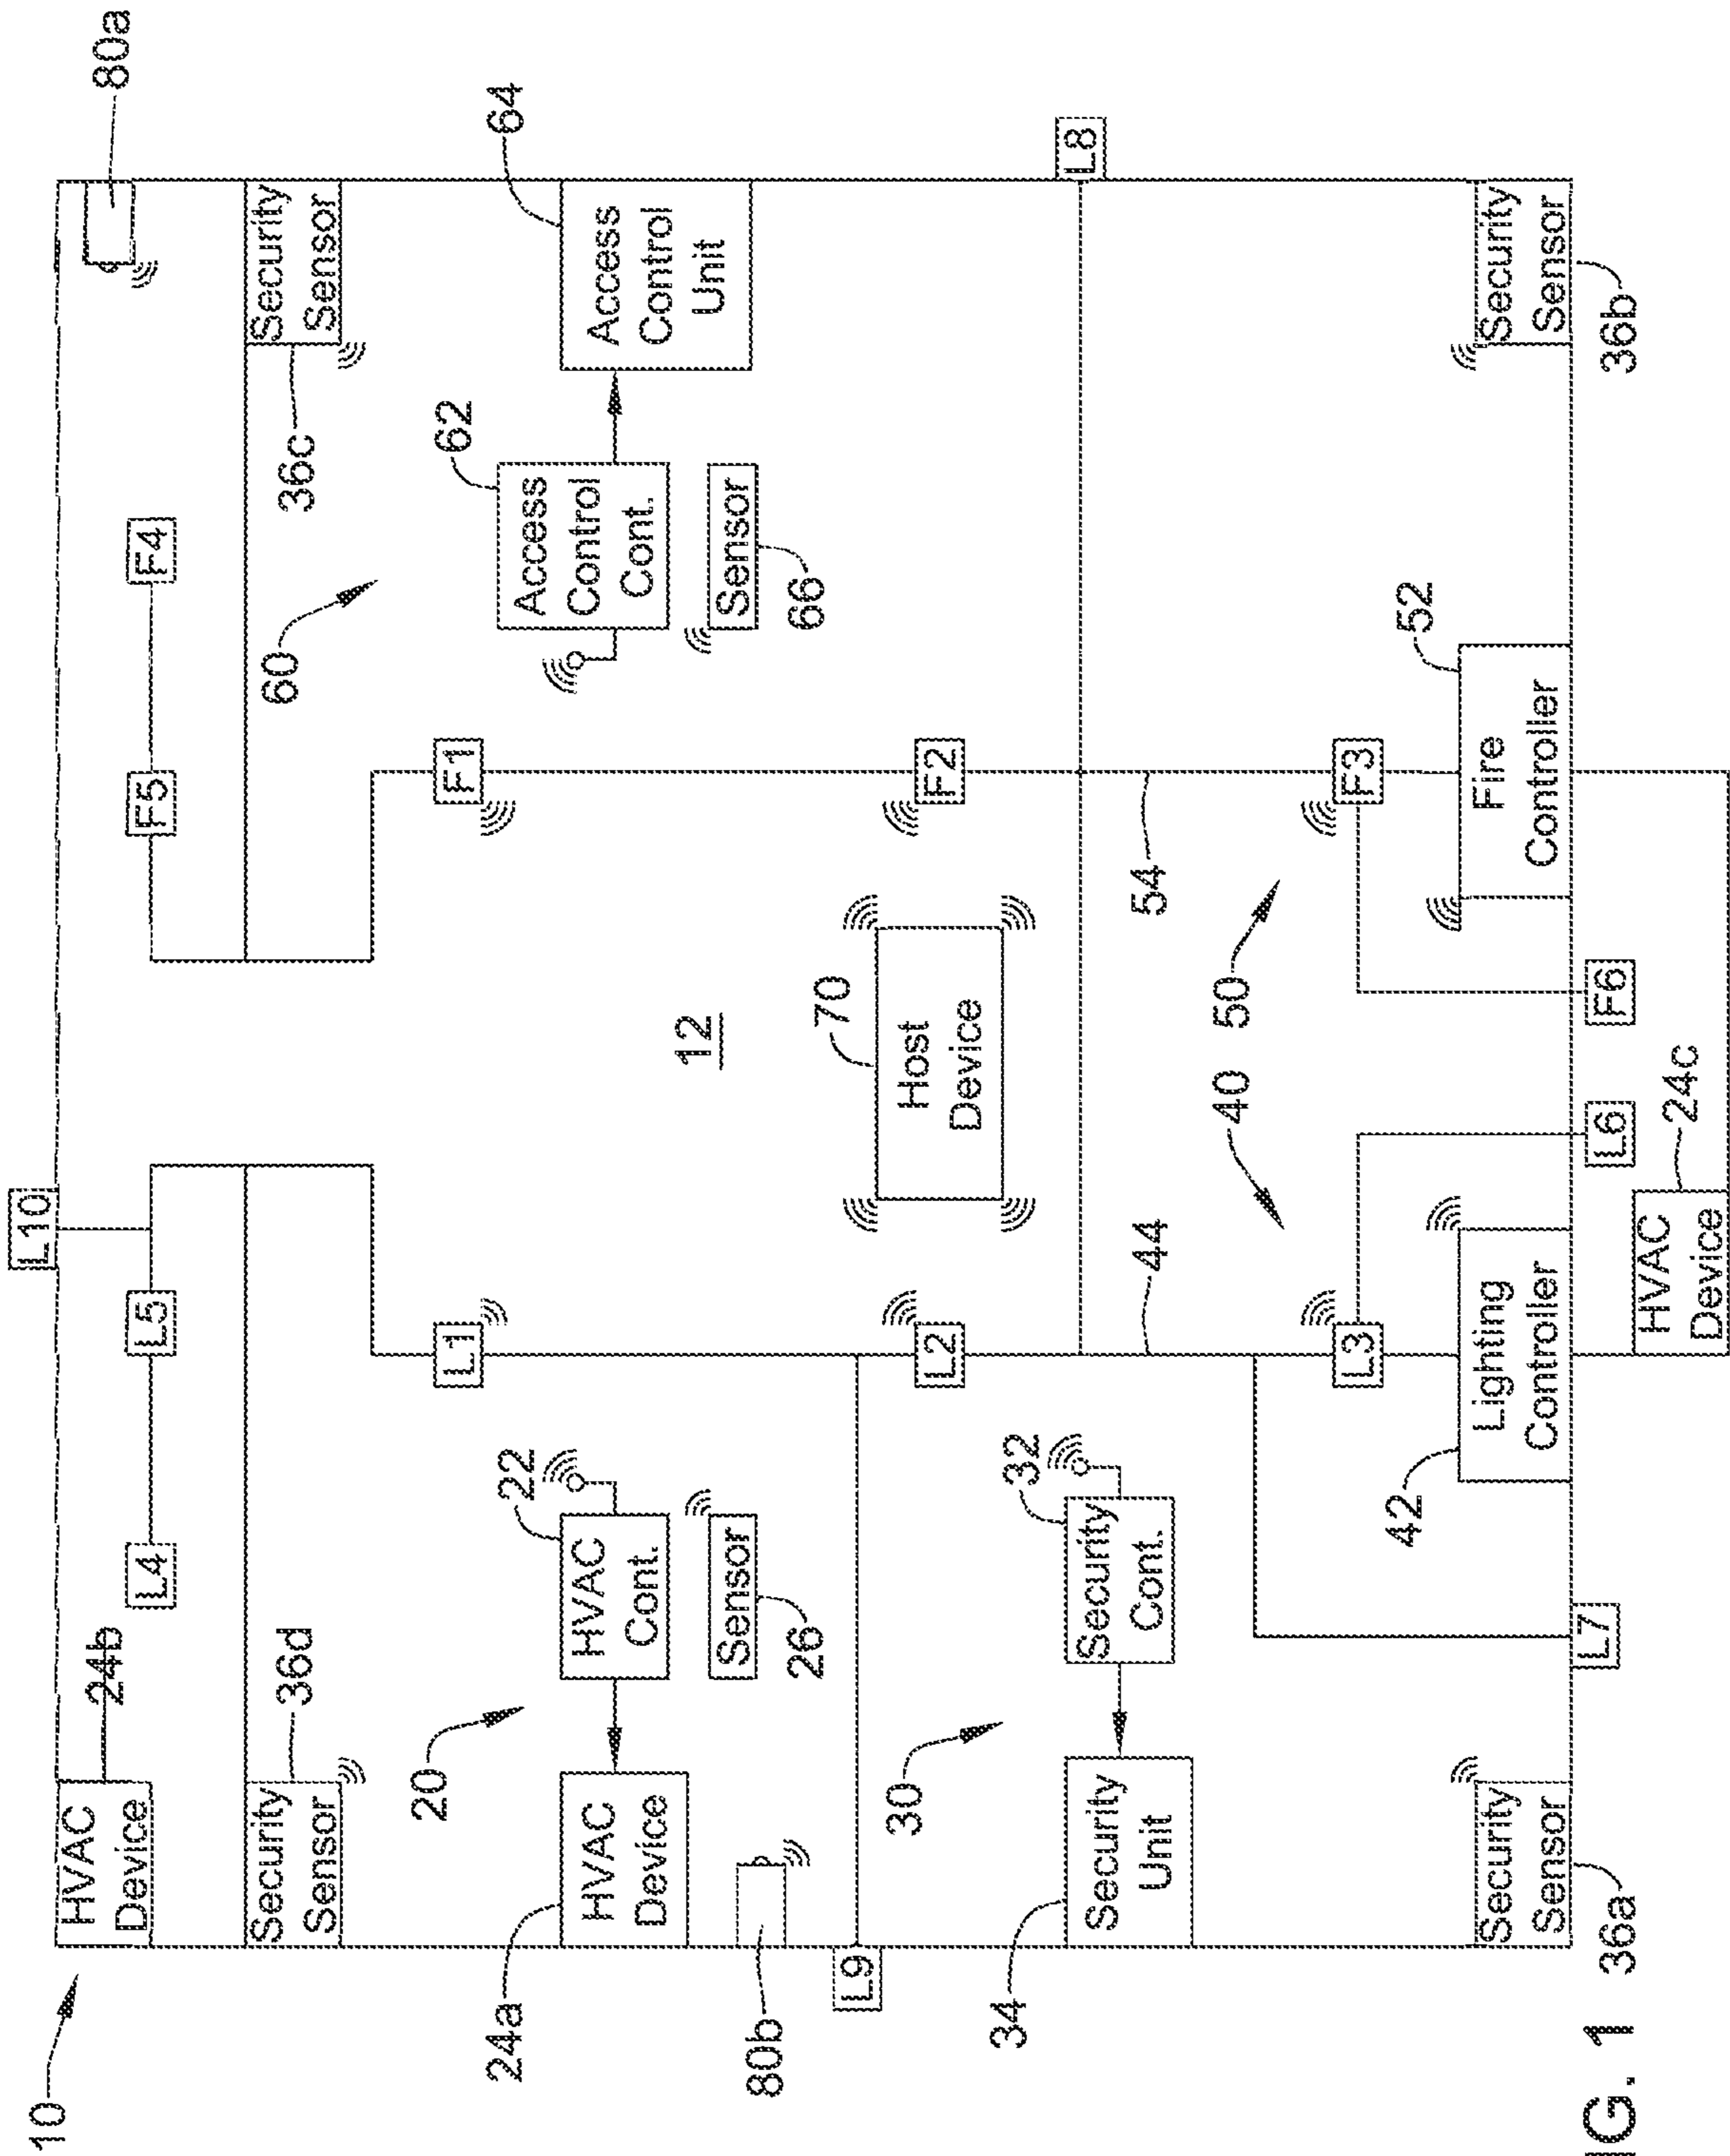 10
L10
HVAC
Device
24b
L4
L5
F5
F4
80a
Security
Sensor
36d
60
36c
Security
Sensor
20
L1
F1
62
24a
22
64
HVAC
Device
HVAC
Cont.
Access
Control
Cont.
Access
Control
Unit
12
Sensor
Sensor
80b
26
70
66
L9
30
L2
Host
Device
F2
34
32
L8
Security
Unit
Security
Cont.
44
54
40
50
L3
F3
42
52
Security
Sensor
Lighting
Controller
Fire
Controller
Security
Sensor
IG. 1
36a
L7
L6
F6
36b
HVAC
Device
24c